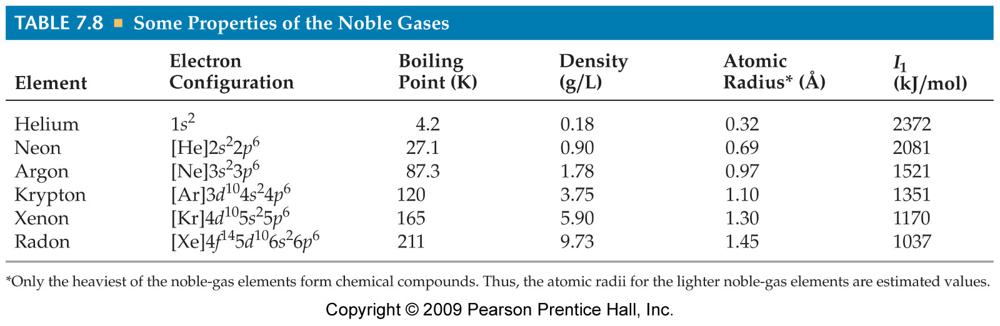 TABLE 7.8 ■ Some Properties of the Noble Gases
Element Electron Configuration Boiling Point (K) Density (g/L) Atomic Radius* (Å) I₁ (kJ/mol)
Helium 1s² 4.2 0.18 0.32 2372
Neon [He]2s²2p⁶ 27.1 0.90 0.69 2081
Argon [Ne]3s²3p⁶ 87.3 1.78 0.97 1521
Krypton [Ar]3d¹⁰4s²4p⁶ 120 3.75 1.10 1351
Xenon [Kr]4d¹⁰5s²5p⁶ 165 5.90 1.30 1170
Radon [Xe]4f¹⁴5d¹⁰6s²6p⁶ 211 9.73 1.45 1037
*Only the heaviest of the noble-gas elements form chemical compounds. Thus, the atomic radii for the lighter noble-gas elements are estimated values.
Copyright © 2009 Pearson Prentice Hall, Inc.